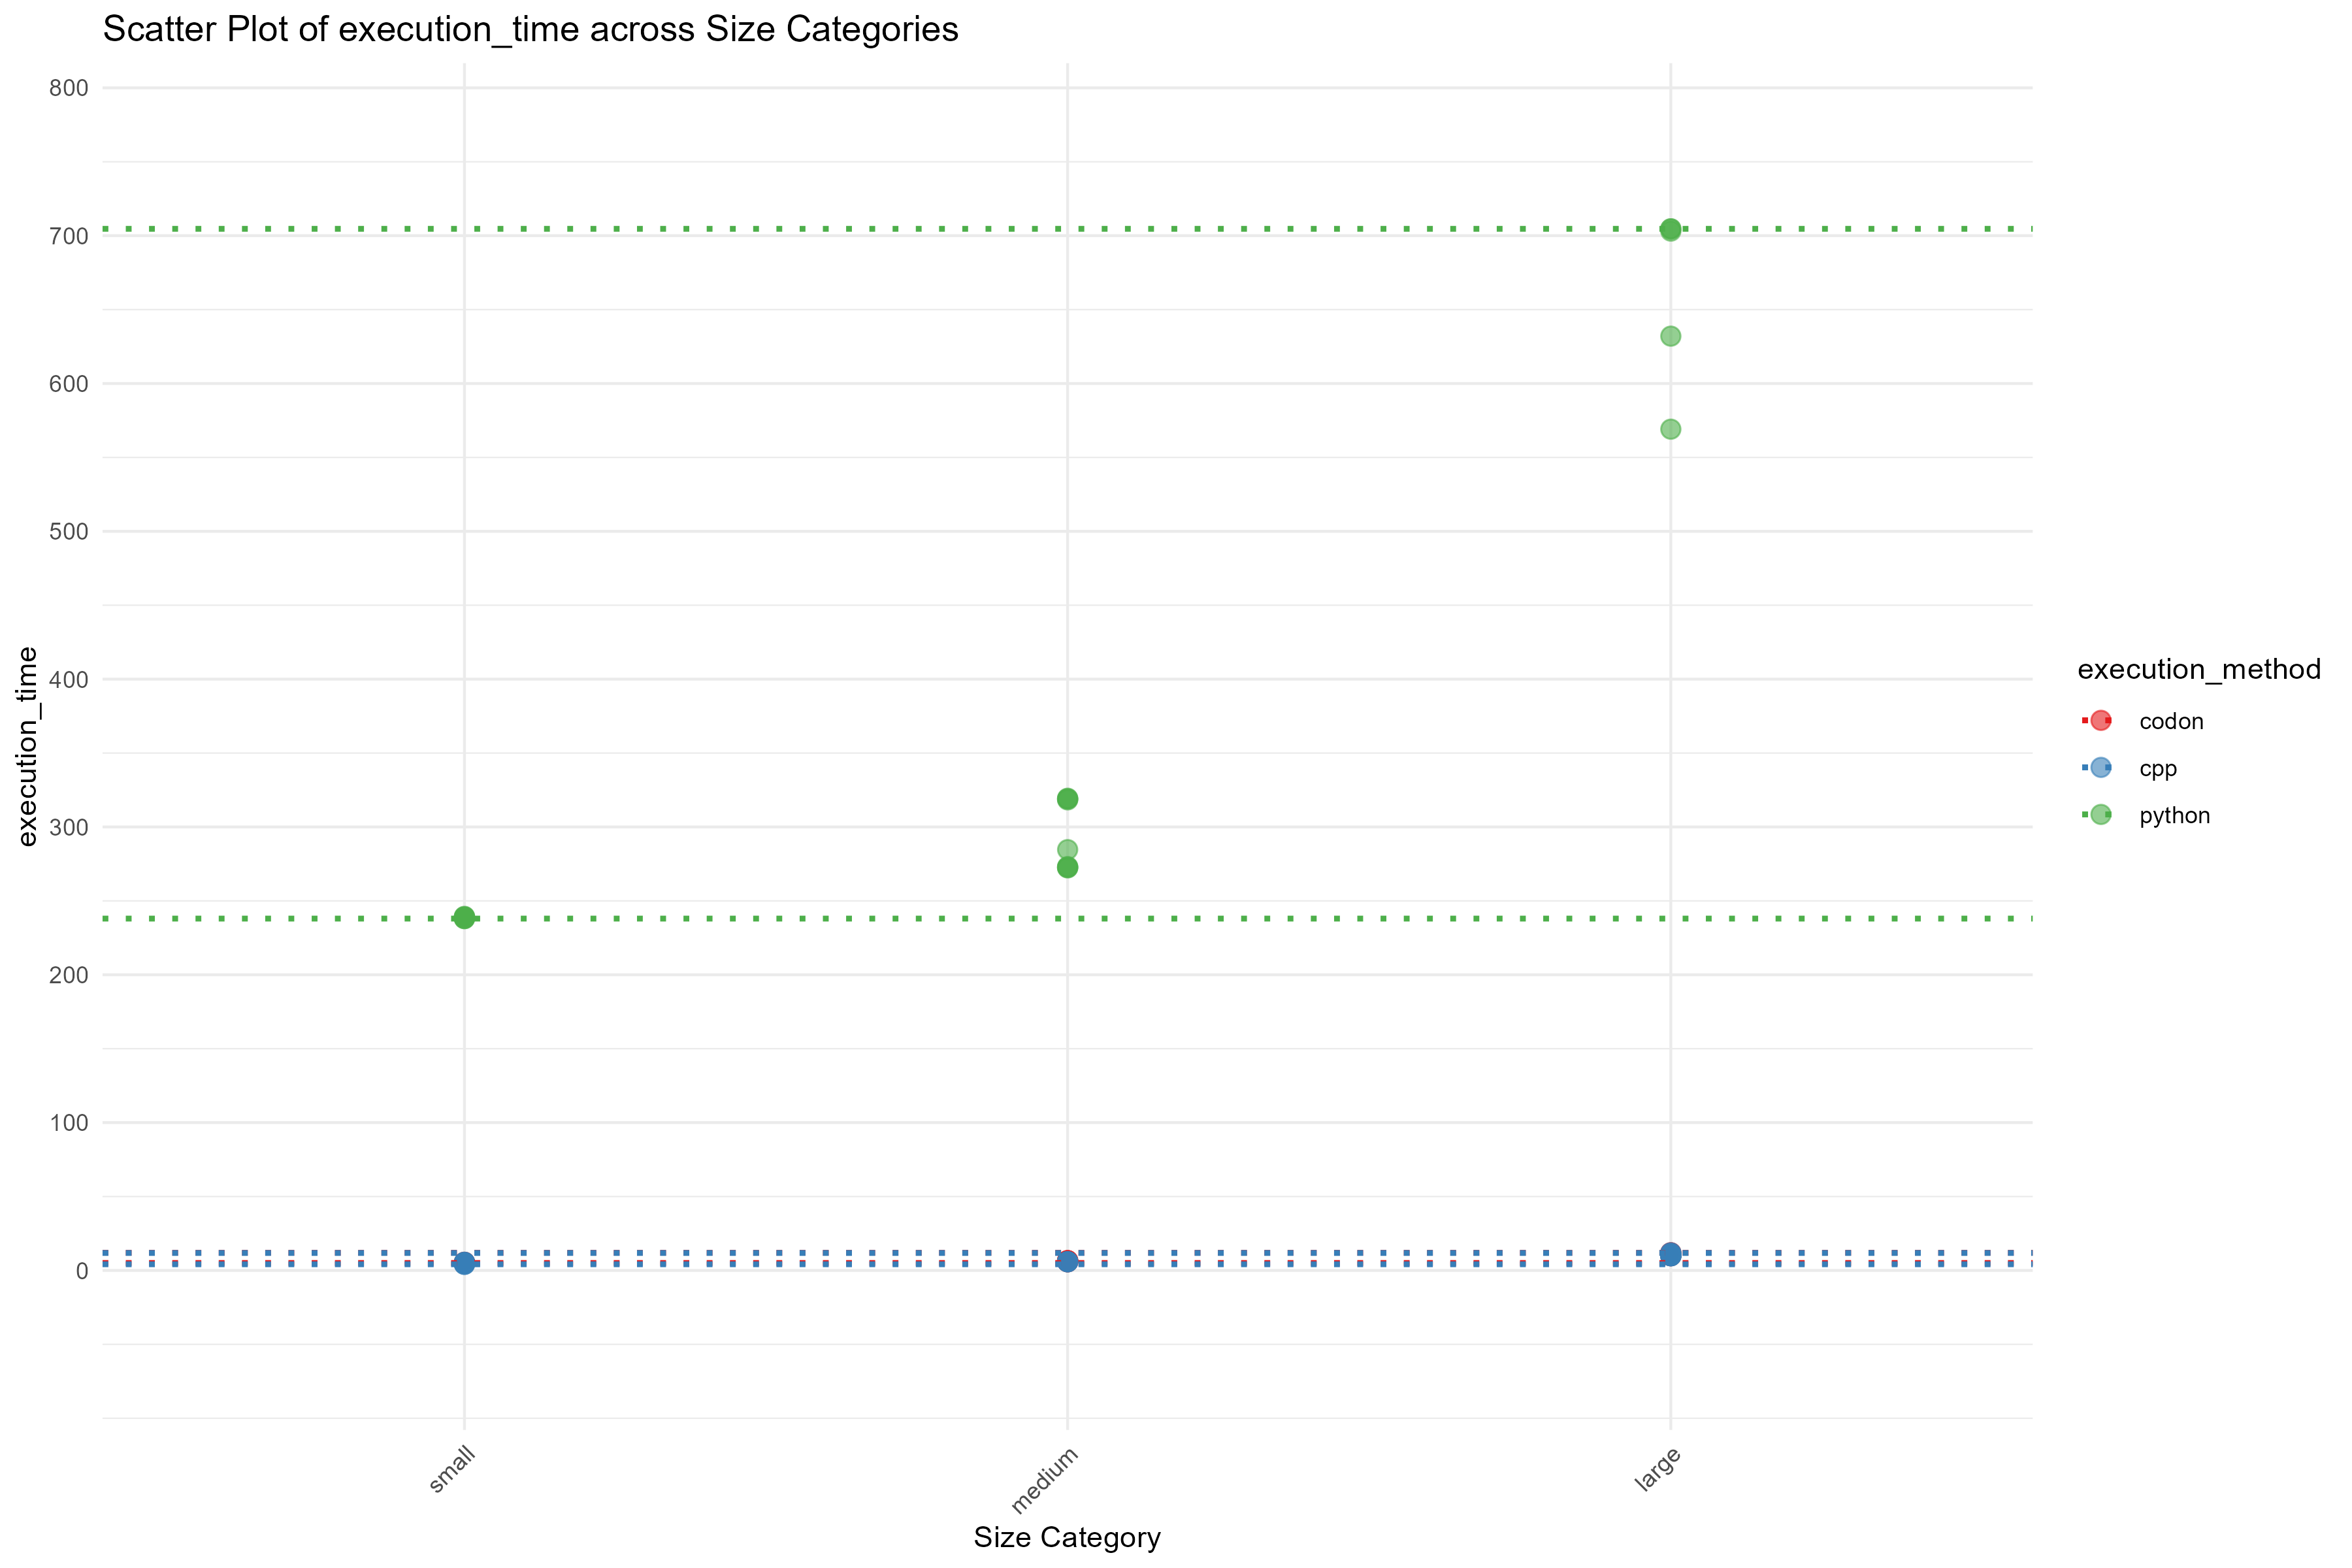 Scatter Plot of execution_time across Size Categories
800
700
600
500
400
300
200
100
0
execution_time
small
medium
large
Size Category
execution_method
codon
cpp
python